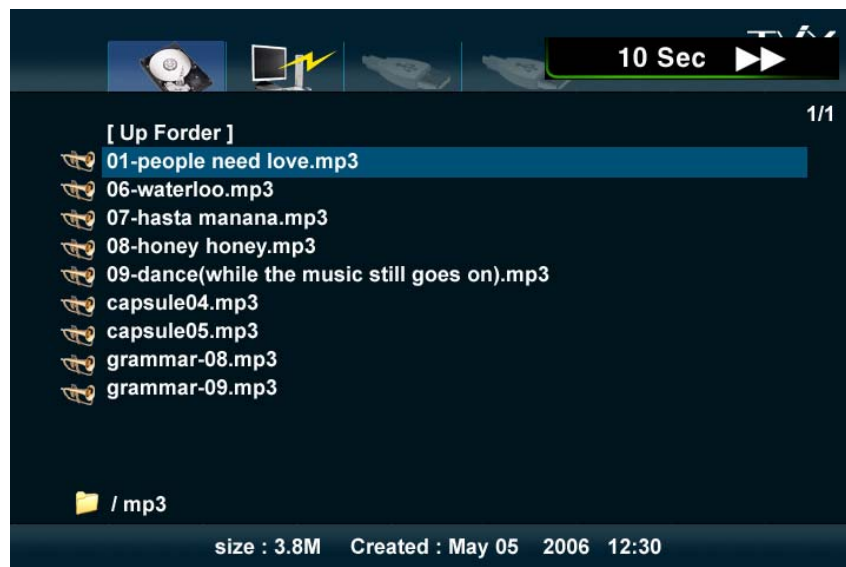 10 Sec
1/1
[ Up Forder ]
01-people need love.mp3
06-waterloo.mp3
07-hasta manana.mp3
08-honey honey.mp3
09-dance(while the music still goes on).mp3
capsule04.mp3
capsule05.mp3
grammar-08.mp3
grammar-09.mp3
/ mp3
size : 3.8M Created : May 05 2006 12:30